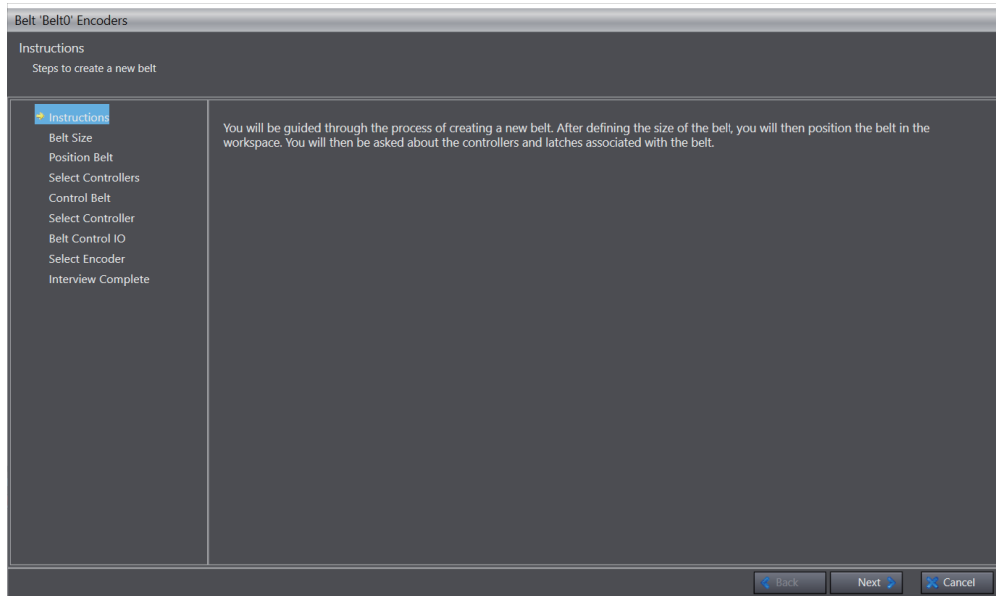 Belt 'Belt0' Encoders
Instructions
Steps to create a new belt
Instructions
Belt Size
Position Belt
Select Controllers
Control Belt
Select Controller
Belt Control IO
Select Encoder
Interview Complete
You will be guided through the process of creating a new belt. After defining the size of the belt, you will then position the belt in the
workspace. You will then be asked about the controllers and latches associated with the belt.
Back Next Cancel